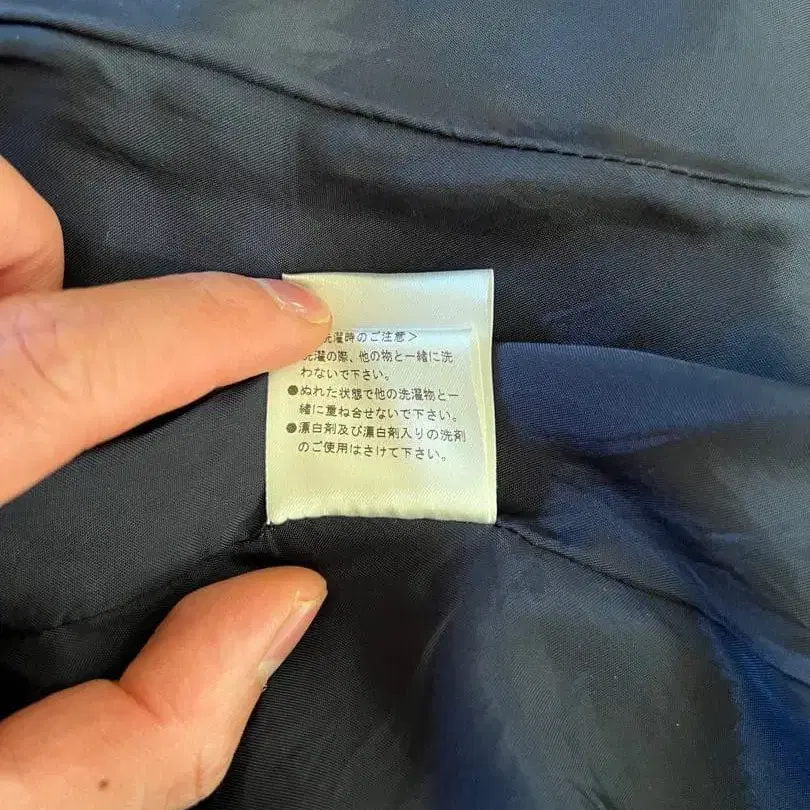 洗濯時のご注意>
洗濯の際、他の物と一緒に洗
わないで下さい。
●ぬれた状態で他の洗濯物と一
緒に重ね合せないで下さい。
●漂白剤及び漂白剤入りの洗剤
のご使用はさけて下さい。